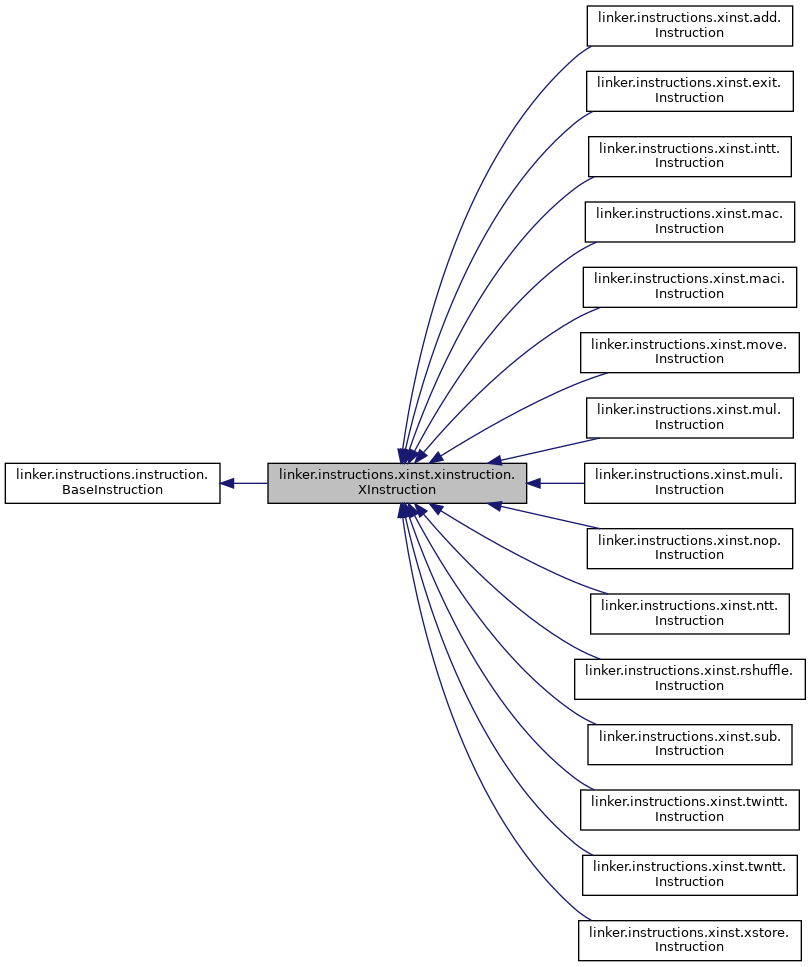 linker.instructions.xinst.add.
Instruction
linker.instructions.xinst.exit.
Instruction
linker.instructions.xinst.intt.
Instruction
linker.instructions.xinst.mac.
Instruction
linker.instructions.xinst.maci.
Instruction
linker.instructions.xinst.move.
Instruction
linker.instructions.xinst.mul.
Instruction
linker.instructions.instruction.
BaseInstruction
linker.instructions.xinst.xinstruction.
XInstruction
linker.instructions.xinst.muli.
Instruction
linker.instructions.xinst.nop.
Instruction
linker.instructions.xinst.ntt.
Instruction
linker.instructions.xinst.rshuffle.
Instruction
linker.instructions.xinst.sub.
Instruction
linker.instructions.xinst.twintt.
Instruction
linker.instructions.xinst.twntt.
Instruction
linker.instructions.xinst.xstore.
Instruction